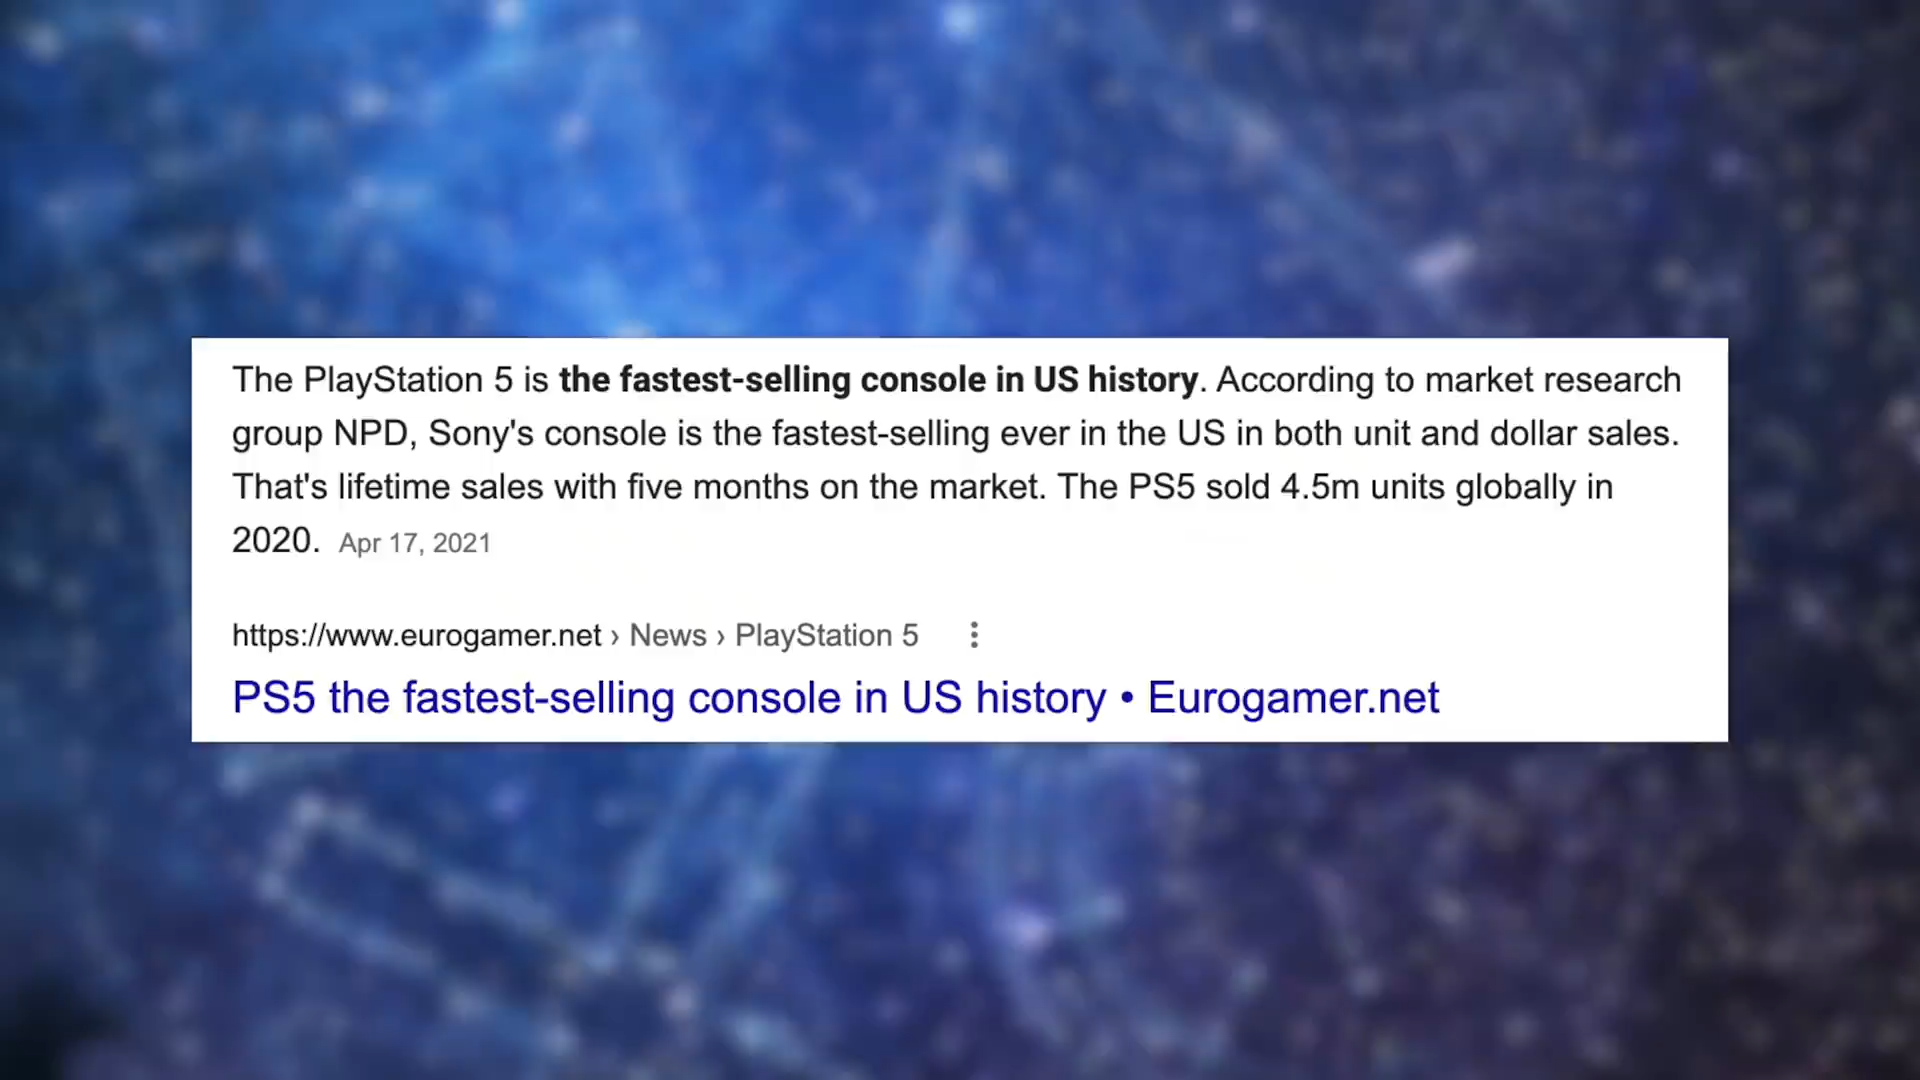 The PlayStation 5 is the fastest-selling console in US history. According to market research
group NPD, Sony's console is the fastest-selling ever in the US in both unit and dollar sales.
That's lifetime sales with five months on the market. The PS5 sold 4.5m units globally in
2020. Apr 17, 2021
https://www.eurogamer.net › News › PlayStation 5
PS5 the fastest-selling console in US history • Eurogamer.net